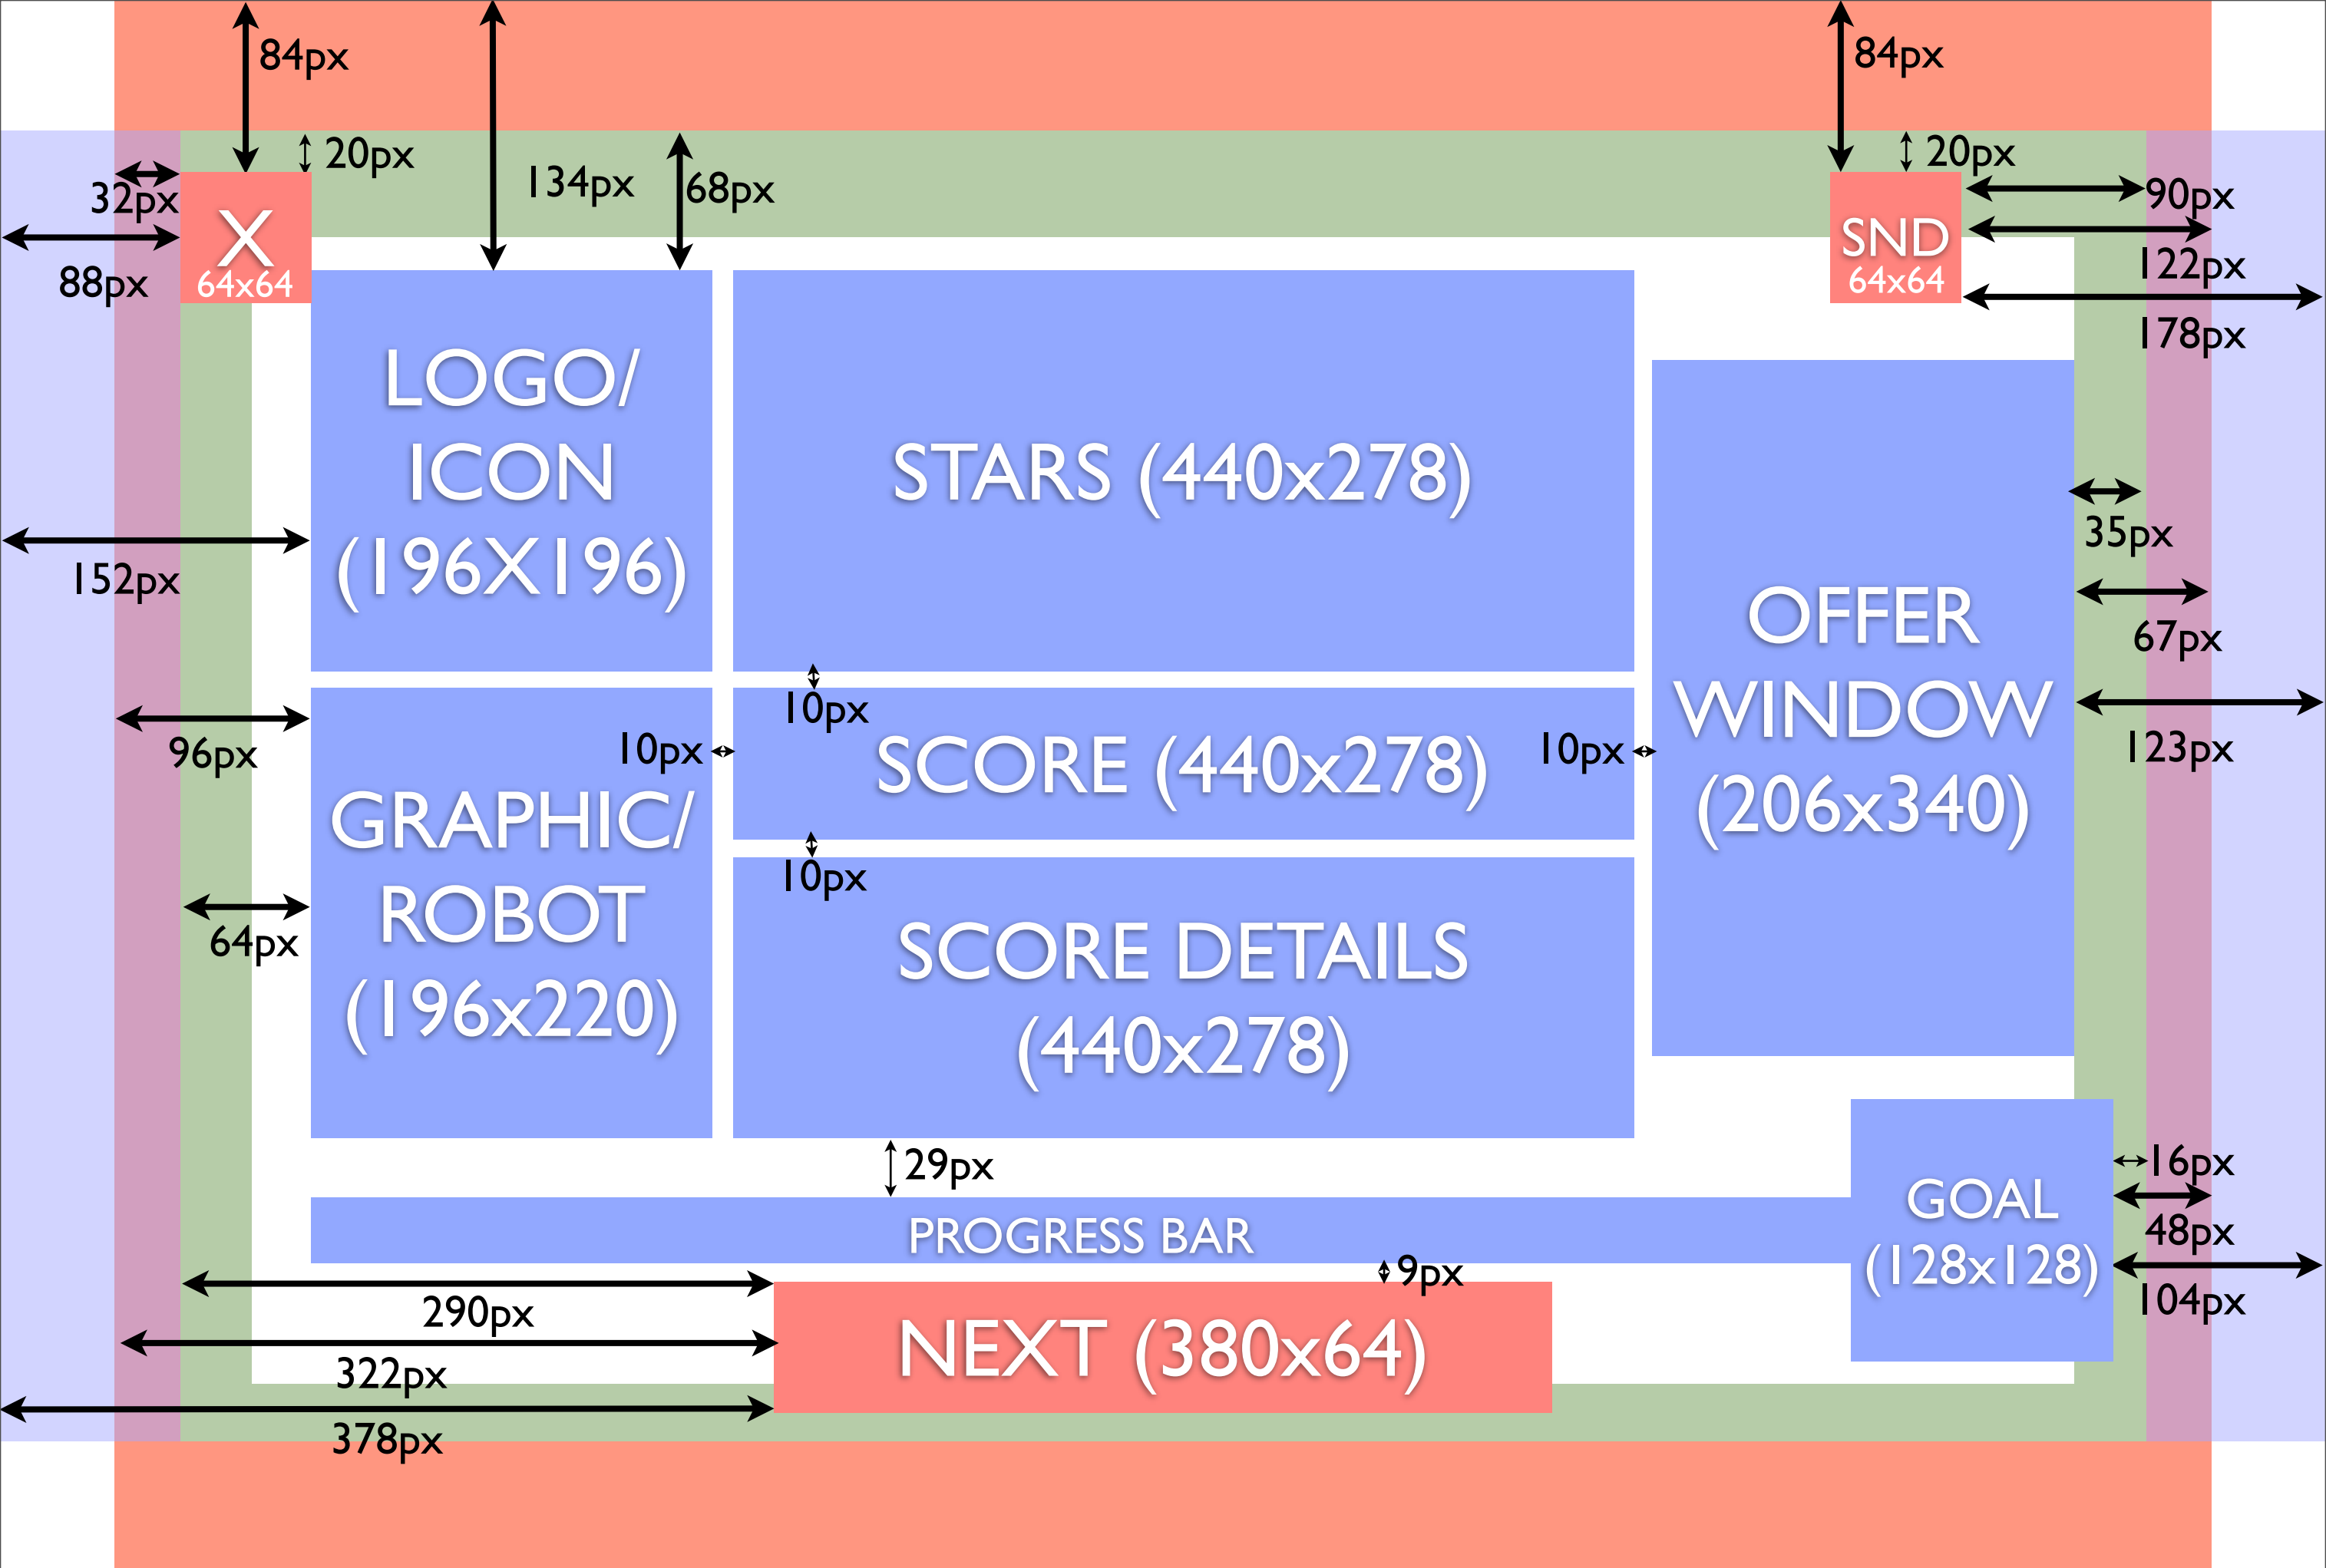 84px
84px
20px
134px
68px
20px
32px
90px
X
64x64
SND
64x64
88px
122px
178px
LOGO/
ICON
(196X196)
STARS (440x278)
35px
152px
OFFER
WINDOW
(206x340)
67px
10px
96px
10px
SCORE (440x278)
10px
123px
GRAPHIC/
ROBOT
(196x220)
10px
64px
SCORE DETAILS
(440x278)
29px
16px
GOAL
(128x128)
48px
PROGRESS BAR
9px
104px
290px
NEXT (380x64)
322px
378px